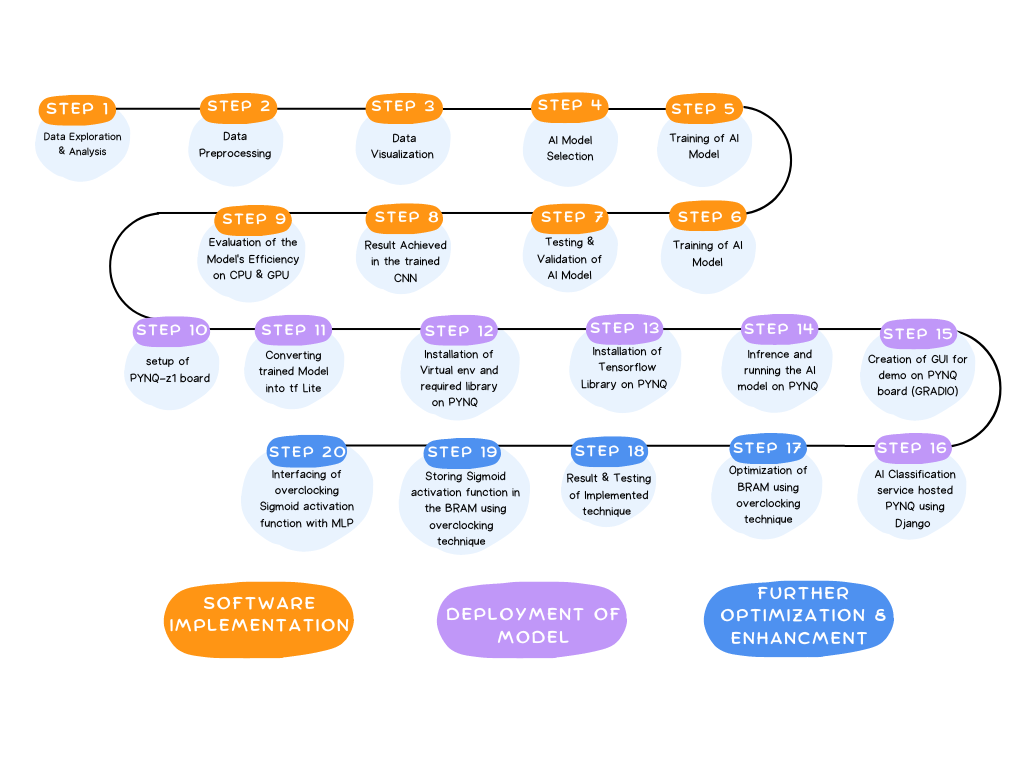 STEP 1
Data Exploration
& Analysis
STEP 2
Data
Preprocessing
STEP 3
Data
Visualization
STEP 4
AI Model
Selection
STEP 5
Training of AI
Model
STEP 6
Training of AI
Model
STEP 7
Testing &
Validation of
AI Model
STEP 8
Result Achieved
in the trained
CNN
STEP 9
Evaluation of the
Model's Efficiency
on CPU & GPU
STEP 10
setup of
PYNQ-z1 board
STEP 11
Converting
trained Model
into tf Lite
STEP 12
Installation of
Virtual env and
required library
on PYNQ
STEP 13
Installation of
Tensorflow
Library on PYNQ
STEP 14
Infrence and
running the AI
model on PYNQ
STEP 15
Creation of GUI for
demo on PYNQ
board (GRADIO)
STEP 16
AI Classification
service hosted
PYNQ using
Django
STEP 17
Optimization of
BRAM using
overclocking
technique
STEP 18
Result & Testing
of Implemented
technique
STEP 19
Storing Sigmoid
activation function in
the BRAM using
overclocking
technique
STEP 20
Interfacing of
overclocking
Sigmoid activation
function with MLP
SOFTWARE
IMPLEMENTATION
DEPLOYMENT OF
MODEL
FURTHER
OPTIMIZATION &
ENHANCMENT